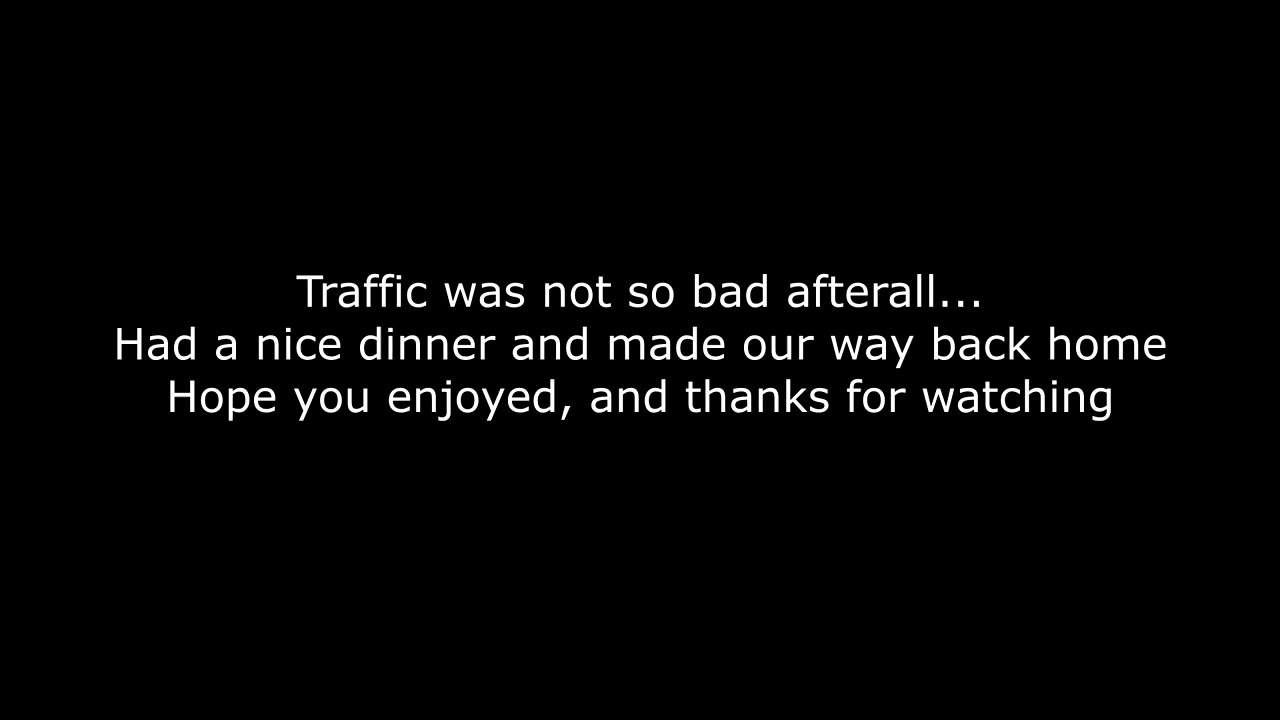 Traffic was not so bad afterall...
Had a nice dinner and made our way back home
Hope you enjoyed, and thanks for watching